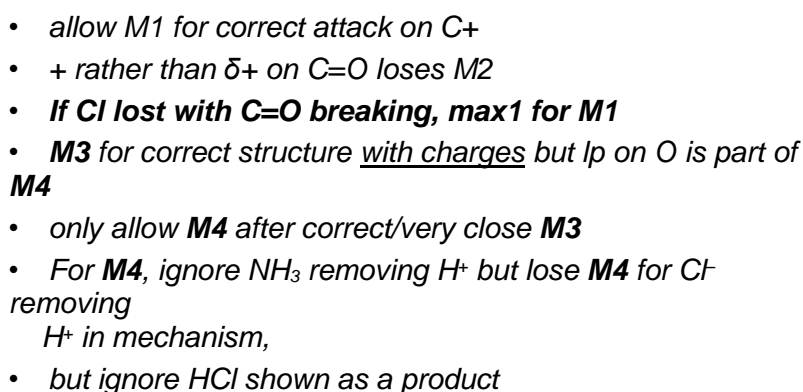 • allow M1 for correct attack on C+
• + rather than δ+ on C=O loses M2
• If Cl lost with C=O breaking, max1 for M1
• M3 for correct structure with charges but lp on O is part of
M4
• only allow M4 after correct/very close M3
• For M4, ignore NH₃ removing H⁺ but lose M4 for Cl⁻
removing
H⁺ in mechanism,
• but ignore HCl shown as a product